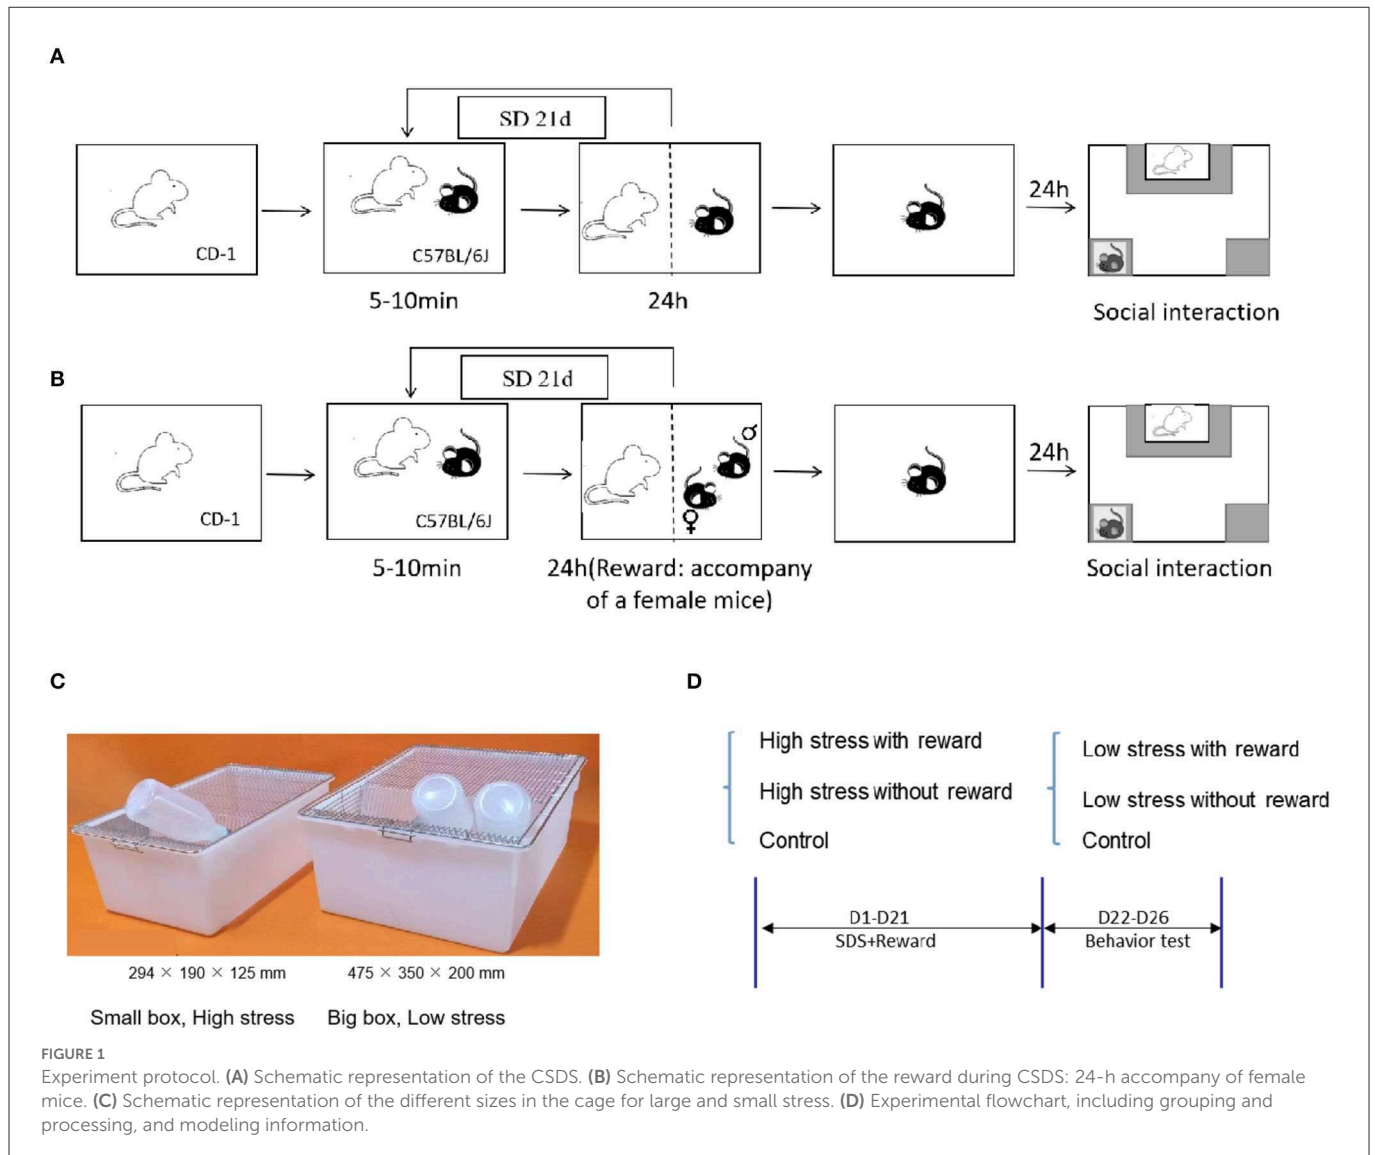 A
SD 21d
CD-1
C57BL/6J
24h
5-10min
24h
Social interaction
B
SD 21d
CD-1
C57BL/6J
♂
♀
24h
5-10min
24h(Reward: accompany
of a female mice)
Social interaction
C
294 × 190 × 125 mm
475 × 350 × 200 mm
Small box, High stress
Big box, Low stress
D
High stress with reward
High stress without reward
Control
Low stress with reward
Low stress without reward
Control
D1-D21
SDS+Reward
D22-D26
Behavior test
FIGURE 1
Experiment protocol. (A) Schematic representation of the CSDS. (B) Schematic representation of the reward during CSDS: 24-h accompany of female
mice. (C) Schematic representation of the different sizes in the cage for large and small stress. (D) Experimental flowchart, including grouping and
processing, and modeling information.